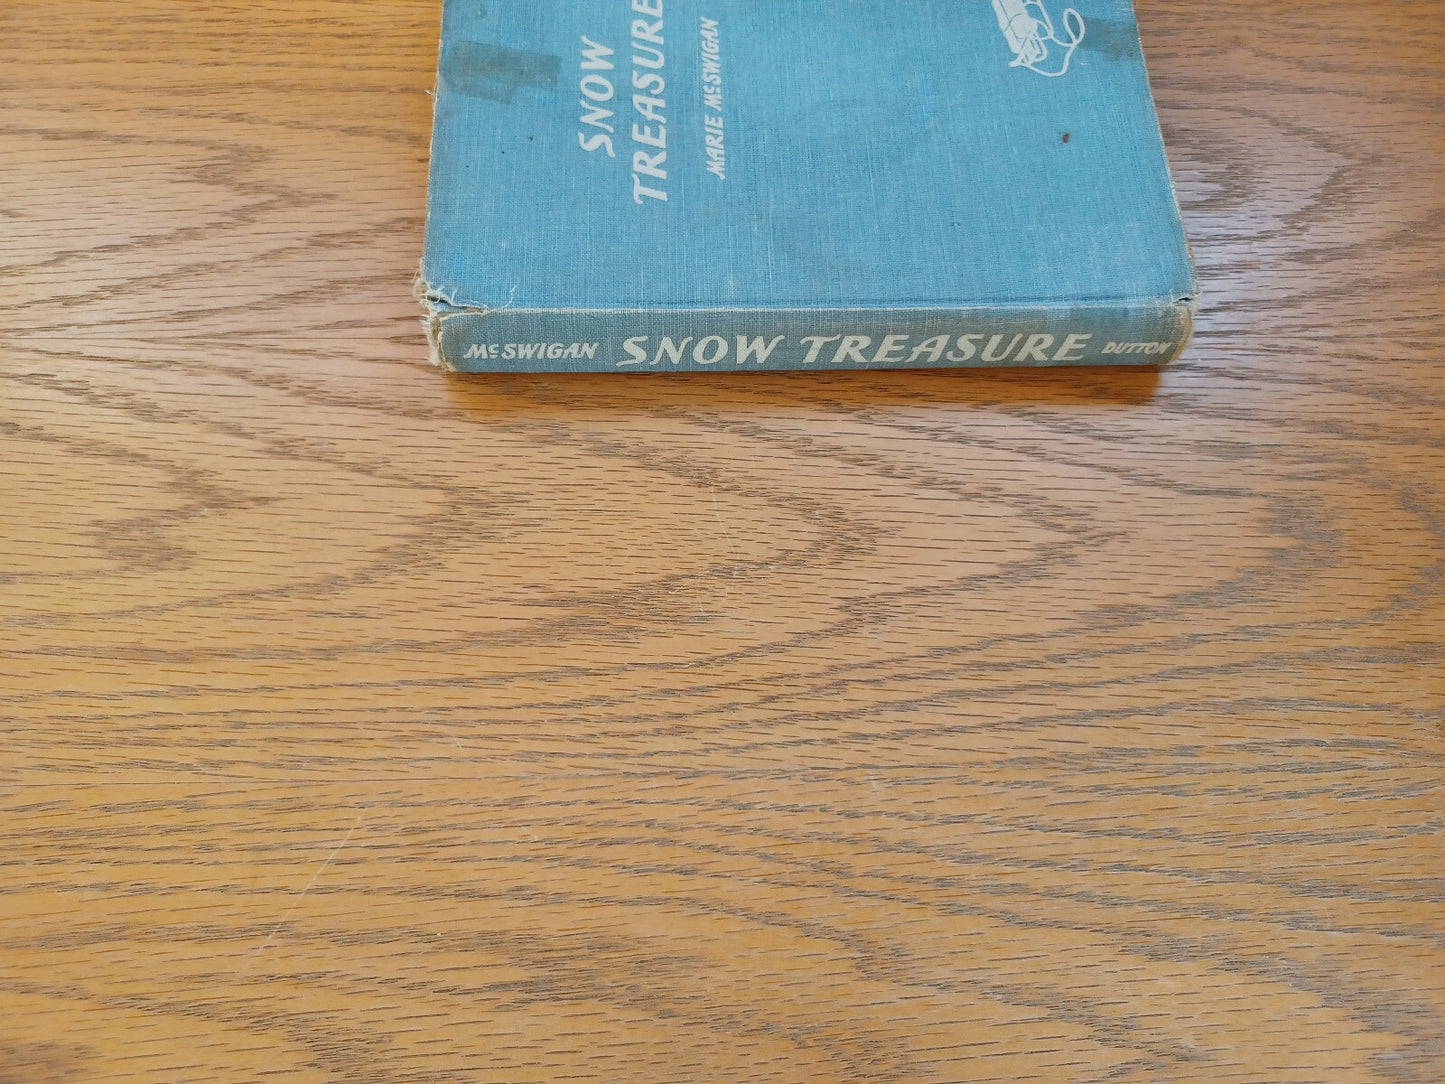 SNOW
TREASURE
MARIE McSWIGAN
McSWIGAN SNOW TREASURE DUTTON